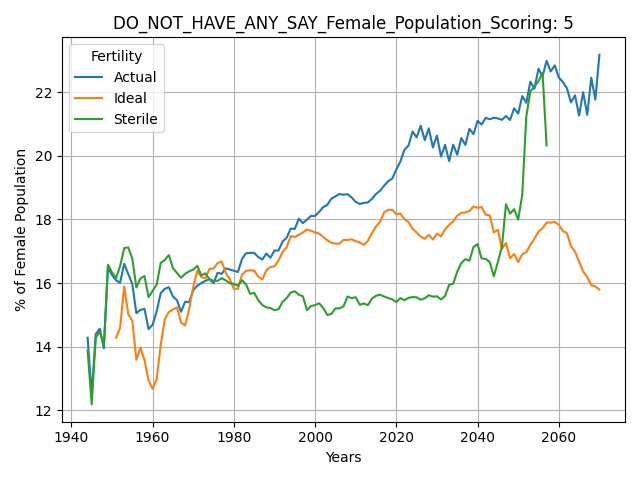 DO_NOT_HAVE_ANY_SAY_Female_Population_Scoring: 5
Fertility
Actual
Ideal
Sterile
% of Female Population
22
20
18
16
14
12
1940
1960
1980
2000
2020
2040
2060
Years